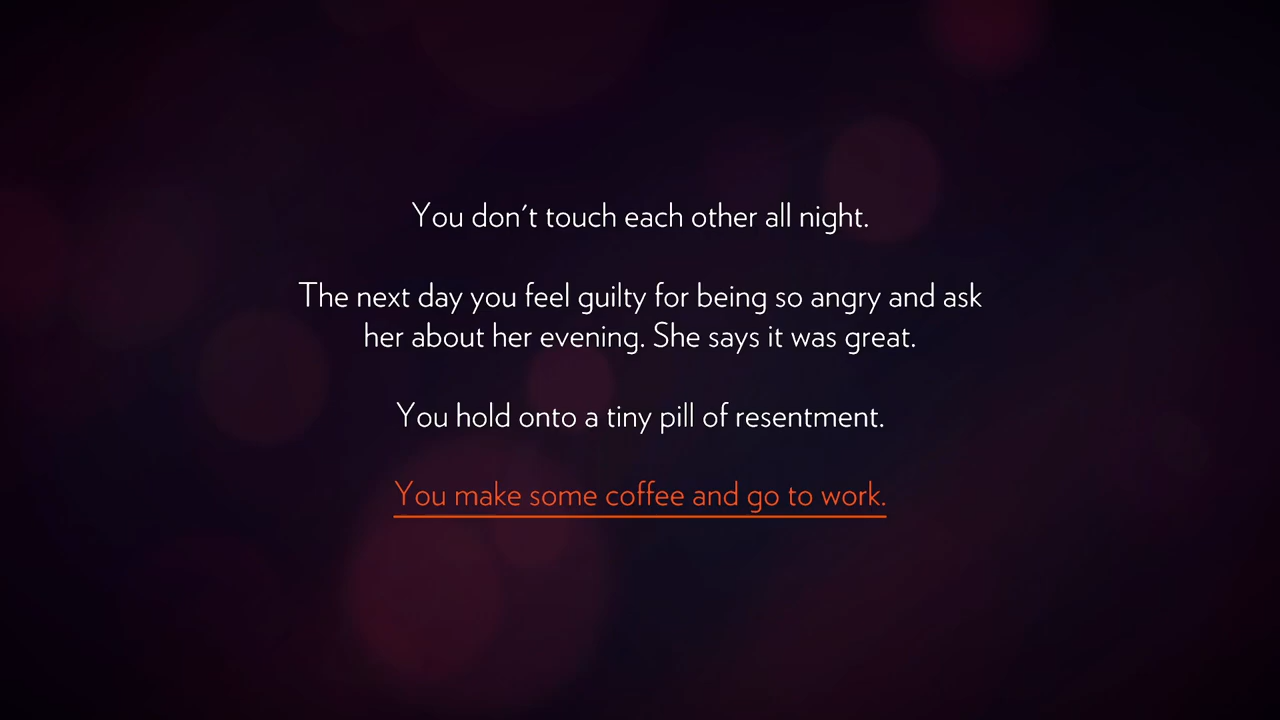 You don't touch each other all night.
The next day you feel guilty for being so angry and ask
her about her evening. She says it was great.
You hold onto a tiny pill of resentment.
You make some coffee and go to work.